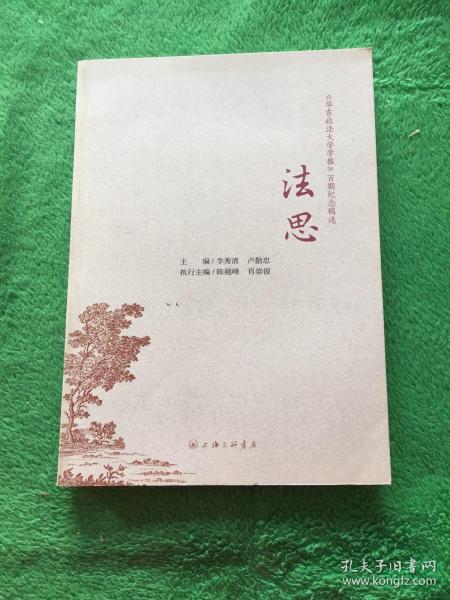 《华东政法大学学报》百期纪念辑选
法思
主 编/李秀清 卢勤忠
执行主编/陈越峰 肖崇俊
上海三联书店
孔夫子旧书网
www.kongfz.com